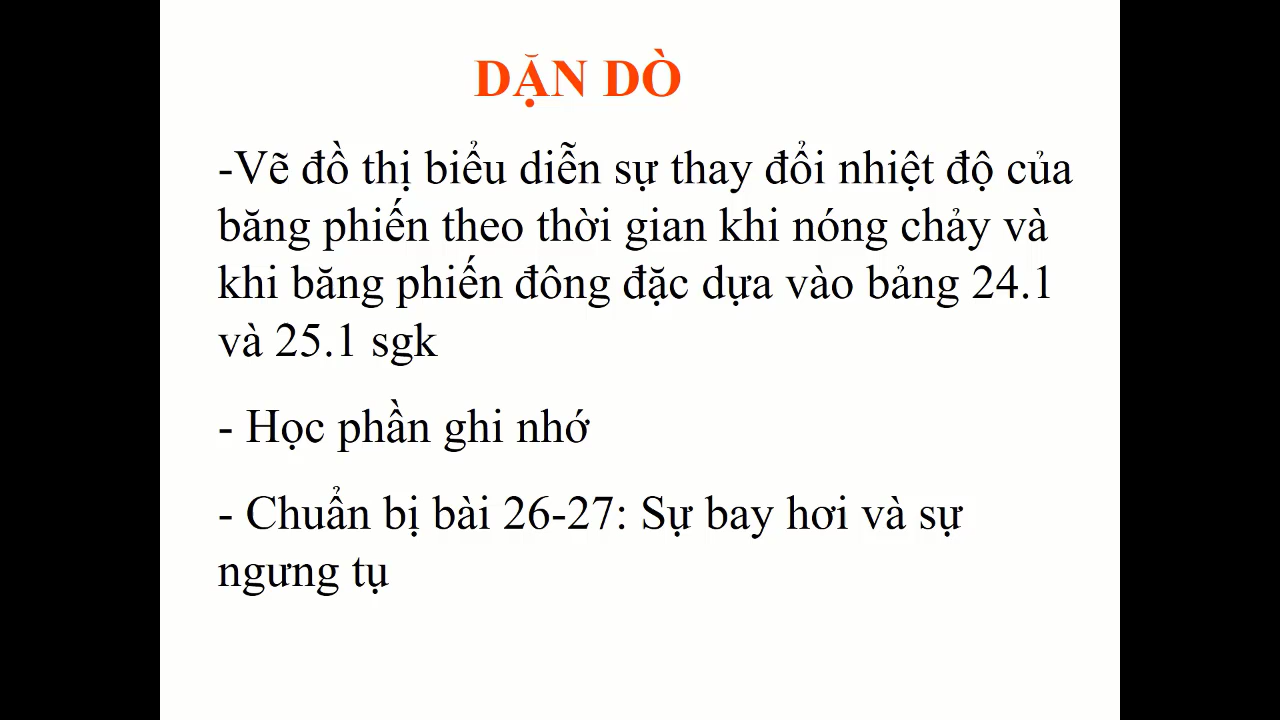 DẶN DÒ
-Vẽ đồ thị biểu diễn sự thay đổi nhiệt độ của
băng phiến theo thời gian khi nóng chảy và
khi băng phiến đông đặc dựa vào bảng 24.1
và 25.1 sgk
- Học phần ghi nhớ
- Chuẩn bị bài 26-27: Sự bay hơi và sự
ngưng tụ